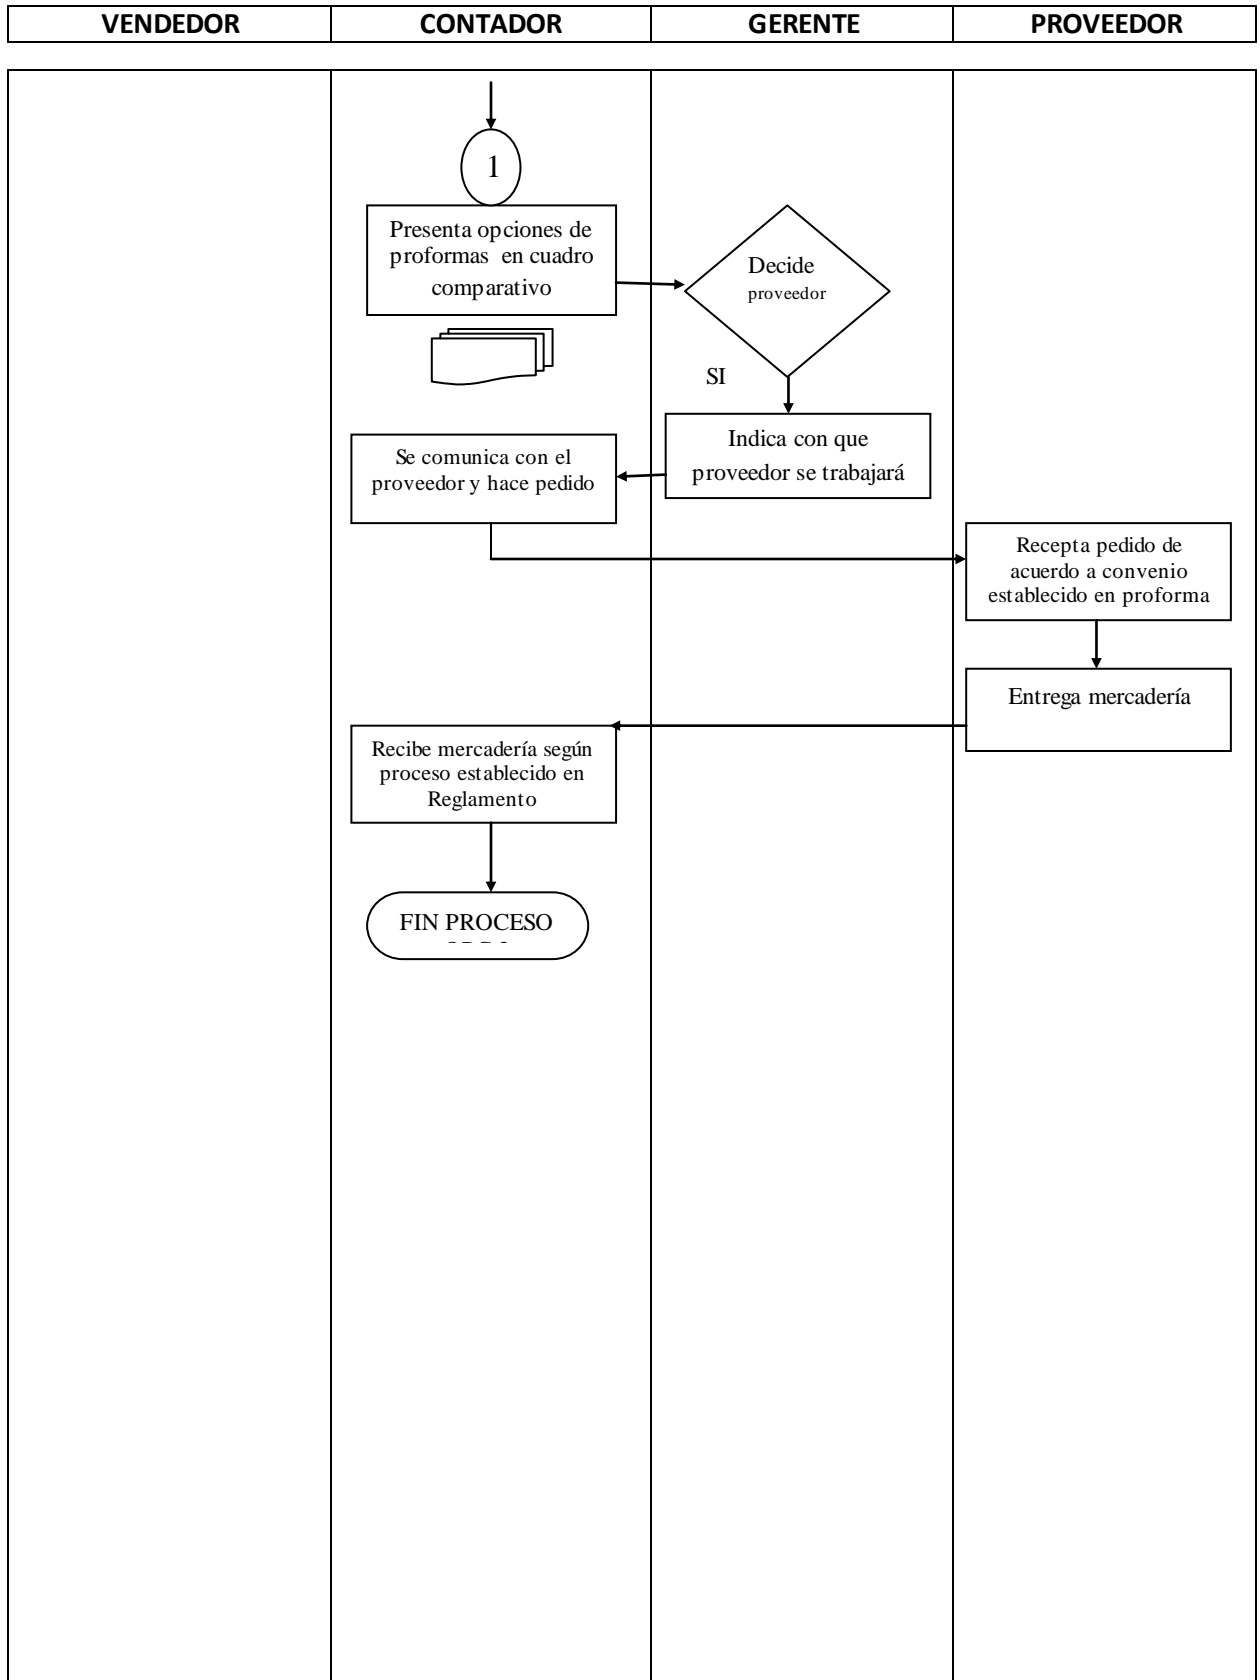 VENDEDOR
CONTADOR
GERENTE
PROVEEDOR
1
Presenta opciones de
proformas en cuadro
comparativo
Decide
proveedor
SI
Indica con que
proveedor se trabajará
Se comunica con el
proveedor y hace pedido
Recepta pedido de
acuerdo a convenio
establecido en proforma
Entrega mercadería
Recibe mercadería según
proceso establecido en
Reglamento
FIN PROCESO